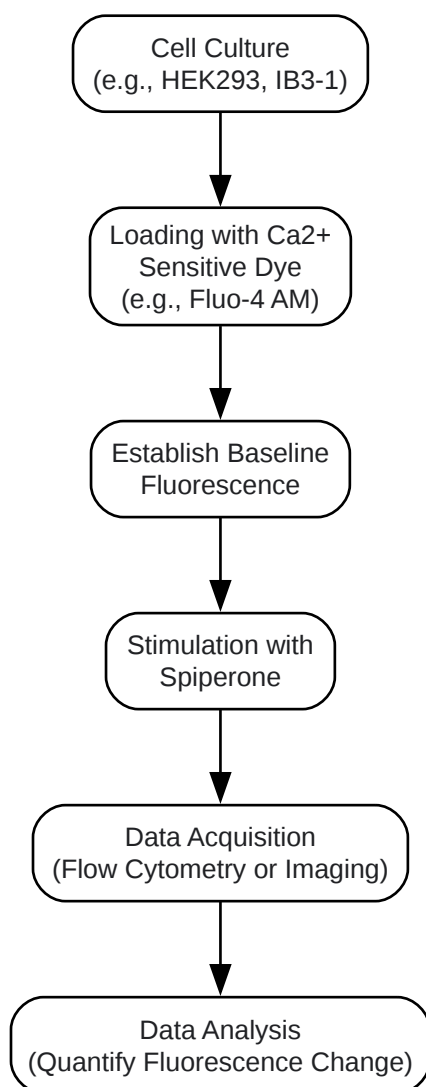 Cell Culture
(e.g., HEK293, IB3-1)
Loading with Ca2+
Sensitive Dye
(e.g., Fluo-4 AM)
Establish Baseline
Fluorescence
Stimulation with
Spiperone
Data Acquisition
(Flow Cytometry or Imaging)
Data Analysis
(Quantify Fluorescence Change)